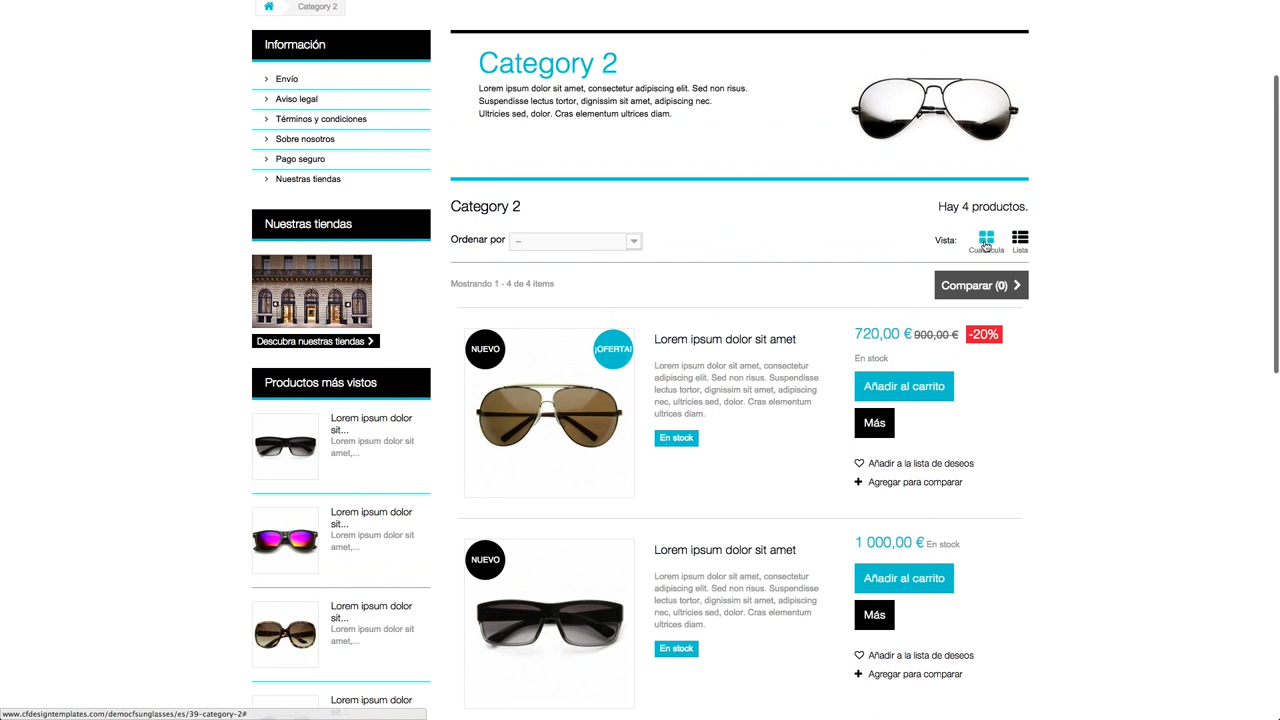 Category 2
Información
Envío
Aviso legal
Términos y condiciones
Sobre nosotros
Pago seguro
Nuestras tiendas
Nuestras tiendas
Descubra nuestras tiendas
Productos más vistos
Lorem ipsum dolor
sit...
Lorem ipsum dolor sit
amet,...
Lorem ipsum dolor
sit...
Lorem ipsum dolor sit
amet,...
Lorem ipsum dolor
sit...
Lorem ipsum dolor sit
amet,...
Lorem ipsum dolor
Category 2
Lorem ipsum dolor sit amet, consectetur adipiscing elit. Sed non risus.
Suspendisse lectus tortor, dignissim sit amet, adipiscing nec.
Ultricies sed, dolor. Cras elementum ultrices diam.
Category 2
Hay 4 productos.
Ordenar por
--
Vista:
Lista
Mostrando 1 - 4 de 4 items
Comparar (0)
NUEVO
¡OFERTA!
Lorem ipsum dolor sit amet
Lorem ipsum dolor sit amet, consectetur
adipiscing elit. Sed non risus. Suspendisse
lectus tortor, dignissim sit amet, adipiscing
nec, ultricies sed, dolor. Cras elementum
ultrices diam.
En stock
720,00 € 900,00 € -20%
En stock
Añadir al carrito
Más
Añadir a la lista de deseos
Agregar para comparar
NUEVO
Lorem ipsum dolor sit amet
Lorem ipsum dolor sit amet, consectetur
adipiscing elit. Sed non risus. Suspendisse
lectus tortor, dignissim sit amet, adipiscing
nec, ultricies sed, dolor. Cras elementum
ultrices diam.
En stock
1 000,00 € En stock
Añadir al carrito
Más
Añadir a la lista de deseos
Agregar para comparar
www.cfdesigntemplates.com/democfsunglasses/es/39-category-2#